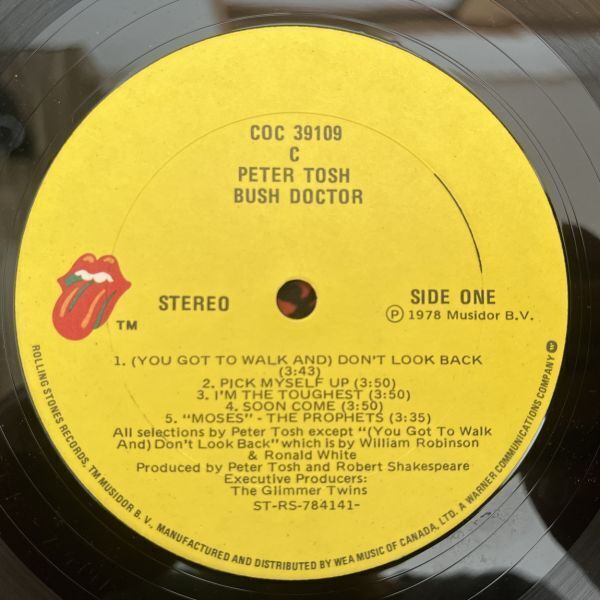 COC 39109
C
PETER TOSH
BUSH DOCTOR
STEREO
SIDE ONE
TM
Ⓟ 1978 Musidor B.V.
1. (YOU GOT TO WALK AND) DON'T LOOK BACK
(3:43)
2. PICK MYSELF UP (3:50)
3. I'M THE TOUGHEST (3:50)
4. SOON COME (3:50)
5. "MOSES" - THE PROPHETS (3:35)
All selections by Peter Tosh except "(You Got To Walk
And) Don't Look Back" which is by William Robinson
& Ronald White
Produced by Peter Tosh and Robert Shakespeare
Executive Producers:
The Glimmer Twins
ST-RS-784141-
ROLLING STONES RECORDS, TM MUSIDOR B.V., MANUFACTURED AND DISTRIBUTED BY WEA MUSIC OF CANADA, LTD. A WARNER COMMUNICATIONS COMPANY